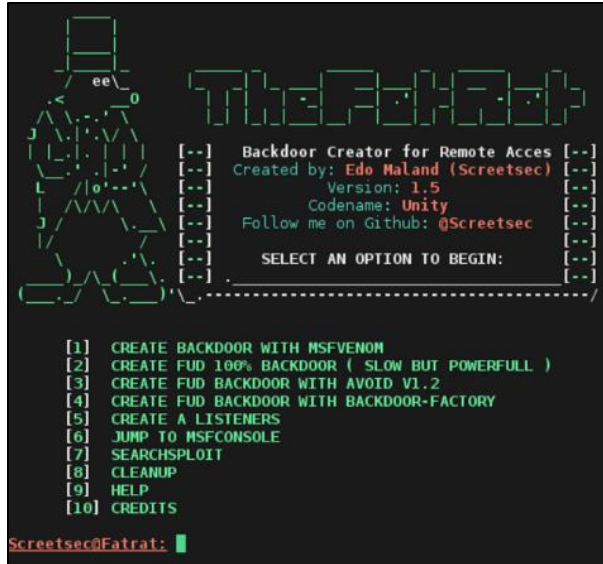 TheFatRat
[--] Backdoor Creator for Remote Acces [--]
[--] Created by: Edo Maland (Screetsec) [--]
[--] Version: 1.5 [--]
[--] Codename: Unity [--]
[--] Follow me on Github: @Screetsec [--]
[--] [--]
[--] SELECT AN OPTION TO BEGIN: [--]
[--] [--]
[1] CREATE BACKDOOR WITH MSFVENOM
[2] CREATE FUD 100% BACKDOOR ( SLOW BUT POWERFULL )
[3] CREATE FUD BACKDOOR WITH AVOID V1.2
[4] CREATE FUD BACKDOOR WITH BACKDOOR-FACTORY
[5] CREATE A LISTENERS
[6] JUMP TO MSFCONSOLE
[7] SEARCHSPLOIT
[8] CLEANUP
[9] HELP
[10] CREDITS
Screetsec@Fatrat: